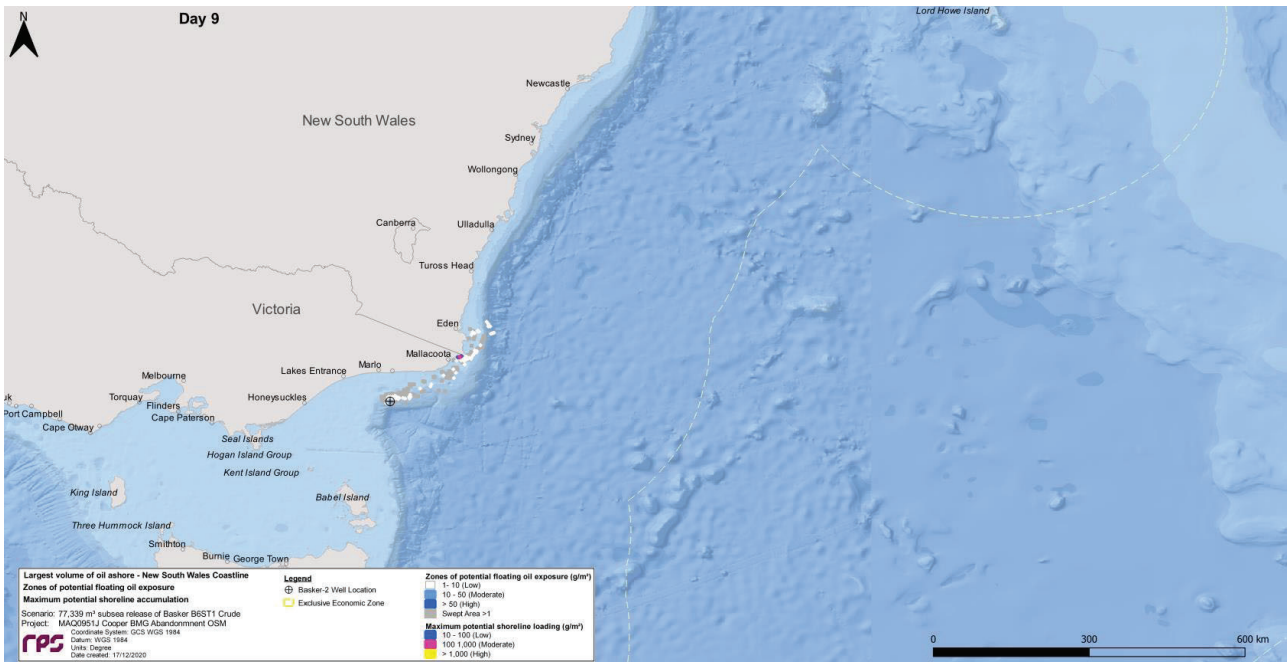 N
Day 9
Lord Howe Island
Newcastle
New South Wales
Sydney
Wollongong
Canberra
Ulladulla
Tuross Head
Victoria
Eden
Mallacoota
Marlo
Lakes Entrance
Melbourne
Torquay
Flinders
Honeysuckles
uk
Port Campbell
Cape Paterson
Cape Otway
Seal Islands
Hogan Island Group
Kent Island Group
King Island
Babel Island
Three Hummock Island
Smithton
Burnie
George Town
Largest volume of oil ashore - New South Wales Coastline
Zones of potential floating oil exposure
Maximum potential shoreline accumulation
Scenario: 77,339 m³ subsea release of Basker B6ST1 Crude
Project: MAQ0951J Cooper BMG Abandonmnent OSM
rps
Coordinate System: GCS WGS 1984
Datum: WGS 1984
Units: Degree
Date created: 17/12/2020
Legend
Basker-2 Well Location
Exclusive Economic Zone
Zones of potential floating oil exposure (g/m²)
1- 10 (Low)
10 - 50 (Moderate)
> 50 (High)
Swept Area >1
Maximum potential shoreline loading (g/m²)
10 - 100 (Low)
100 1,000 (Moderate)
> 1,000 (High)
0
300
600 km